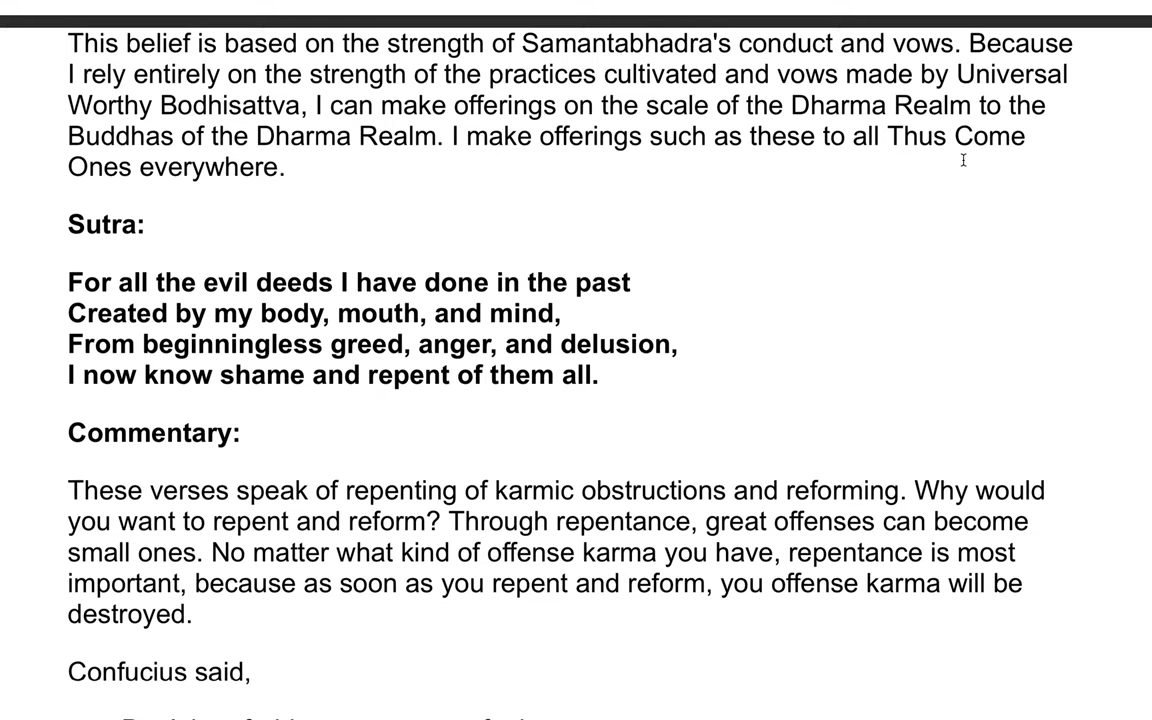 This belief is based on the strength of Samantabhadra's conduct and vows. Because
I rely entirely on the strength of the practices cultivated and vows made by Universal
Worthy Bodhisattva, I can make offerings on the scale of the Dharma Realm to the
Buddhas of the Dharma Realm. I make offerings such as these to all Thus Come
Ones everywhere.
Sutra:
For all the evil deeds I have done in the past
Created by my body, mouth, and mind,
From beginningless greed, anger, and delusion,
I now know shame and repent of them all.
Commentary:
These verses speak of repenting of karmic obstructions and reforming. Why would
you want to repent and reform? Through repentance, great offenses can become
small ones. No matter what kind of offense karma you have, repentance is most
important, because as soon as you repent and reform, you offense karma will be
destroyed.
Confucius said,